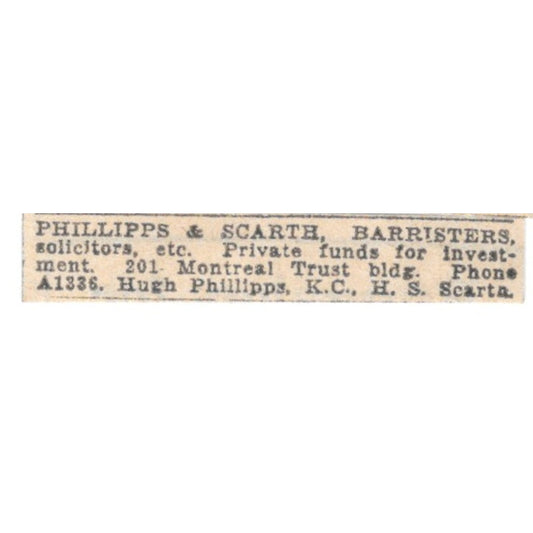 PHILLIPPS & SCARTH, BARRISTERS,
solicitors, etc. Private funds for invest-
ment. 201 Montreal Trust bldg. Phone
A1336. Hugh Phillipps, K.C., H. S. Scarth.